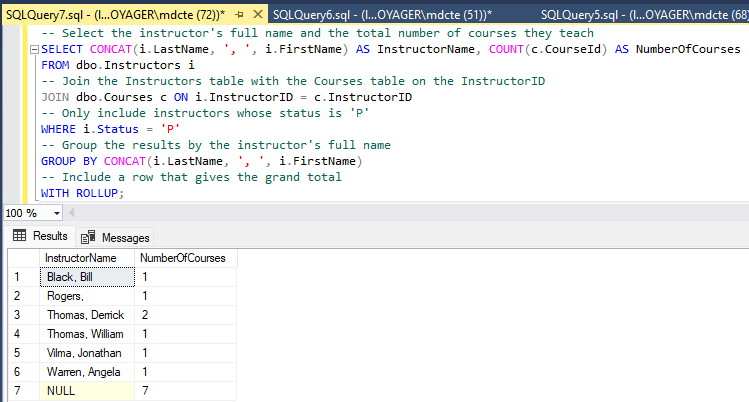 SQLQuery7.sql - (l...OYAGER\mdcte (72))* SQLQuery6.sql - (l...OYAGER\mdcte (51))* SQLQuery5.sql - (l...OYAGER\mdcte (68
-- Select the instructor's full name and the total number of courses they teach
SELECT CONCAT(i.LastName, ', ', i.FirstName) AS InstructorName, COUNT(c.CourseId) AS NumberOfCourses
FROM dbo.Instructors i
-- Join the Instructors table with the Courses table on the InstructorID
JOIN dbo.Courses c ON i.InstructorID = c.InstructorID
-- Only include instructors whose status is 'P'
WHERE i.Status = 'P'
-- Group the results by the instructor's full name
GROUP BY CONCAT(i.LastName, ', ', i.FirstName)
-- Include a row that gives the grand total
WITH ROLLUP;
100 %
Results Messages
InstructorName NumberOfCourses
1 Black, Bill 1
2 Rogers, 1
3 Thomas, Derrick 2
4 Thomas, William 1
5 Vilma, Jonathan 1
6 Warren, Angela 1
7 NULL 7